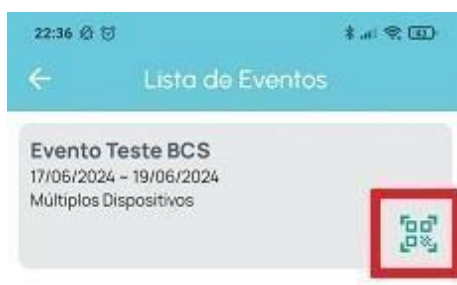 22:36
Lista de Eventos
Evento Teste BCS
17/06/2024 - 19/06/2024
Múltiplos Dispositivos